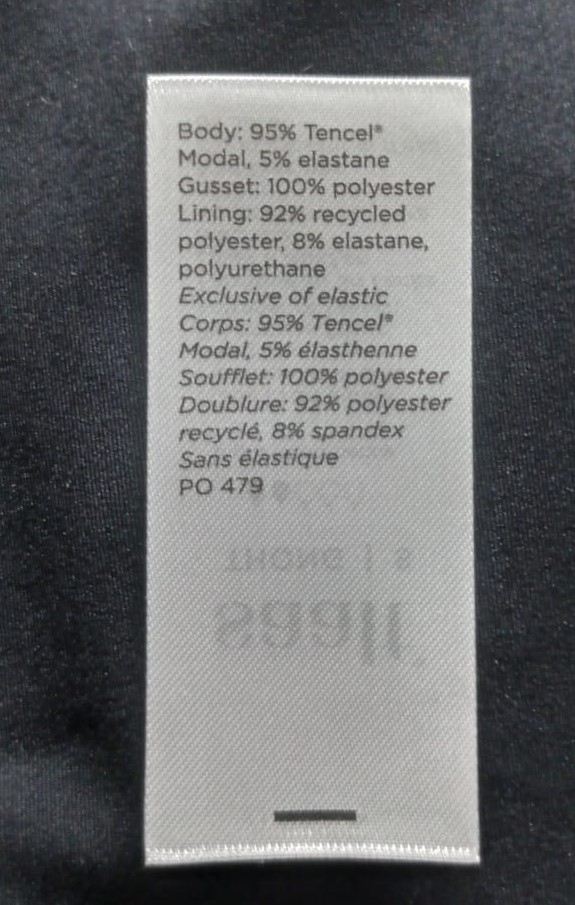 Body: 95% Tencel®
Modal, 5% elastane
Gusset: 100% polyester
Lining: 92% recycled
polyester, 8% elastane,
polyurethane
Exclusive of elastic
Corps: 95% Tencel®
Modal, 5% élasthenne
Soufflet: 100% polyester
Doublure: 92% polyester
recyclé, 8% spandex
Sans élastique
PO 479
THONG | S
saalt